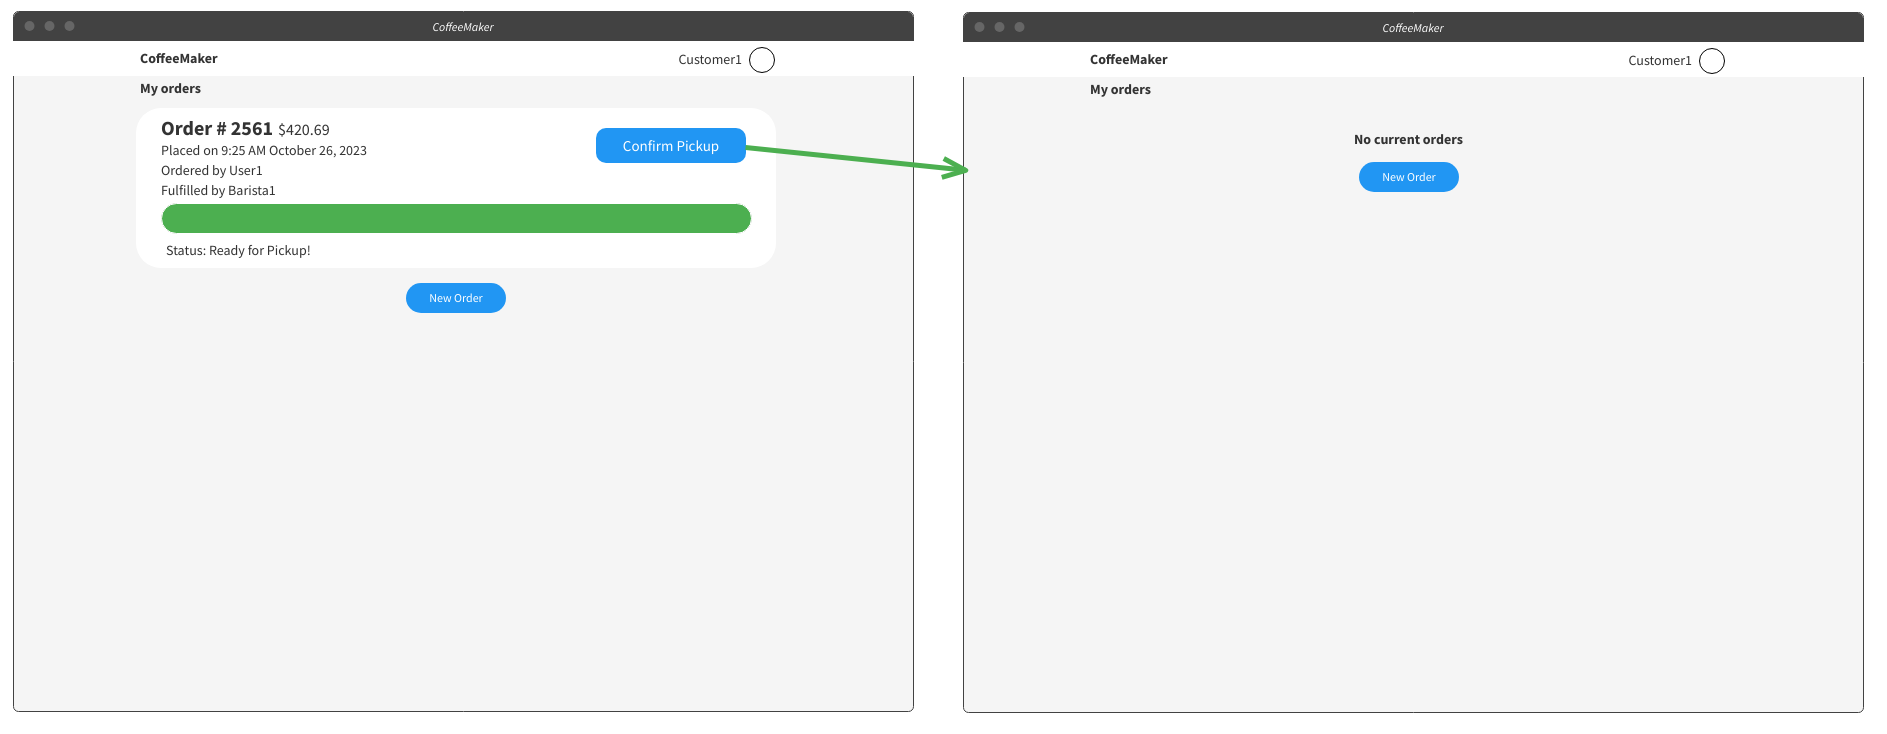 CoffeeMaker
CoffeeMaker
Customer1
My orders
Order # 2561 $420.69
Confirm Pickup
Placed on 9:25 AM October 26, 2023
Ordered by User1
Fulfilled by Barista1
Status: Ready for Pickup!
New Order
CoffeeMaker
CoffeeMaker
Customer1
My orders
No current orders
New Order